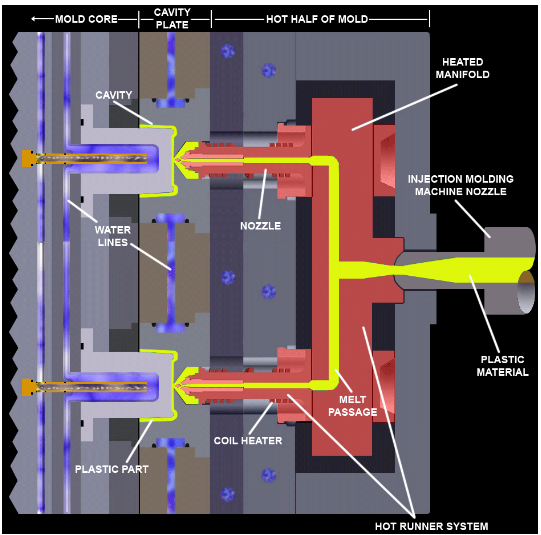 MOLD CORE
CAVITY
PLATE
HOT HALF OF MOLD
HEATED
MANIFOLD
CAVITY
INJECTION MOLDING
MACHINE NOZZLE
NOZZLE
WATER
LINES
PLASTIC
MATERIAL
MELT
PASSAGE
COIL HEATER
PLASTIC PART
HOT RUNNER SYSTEM